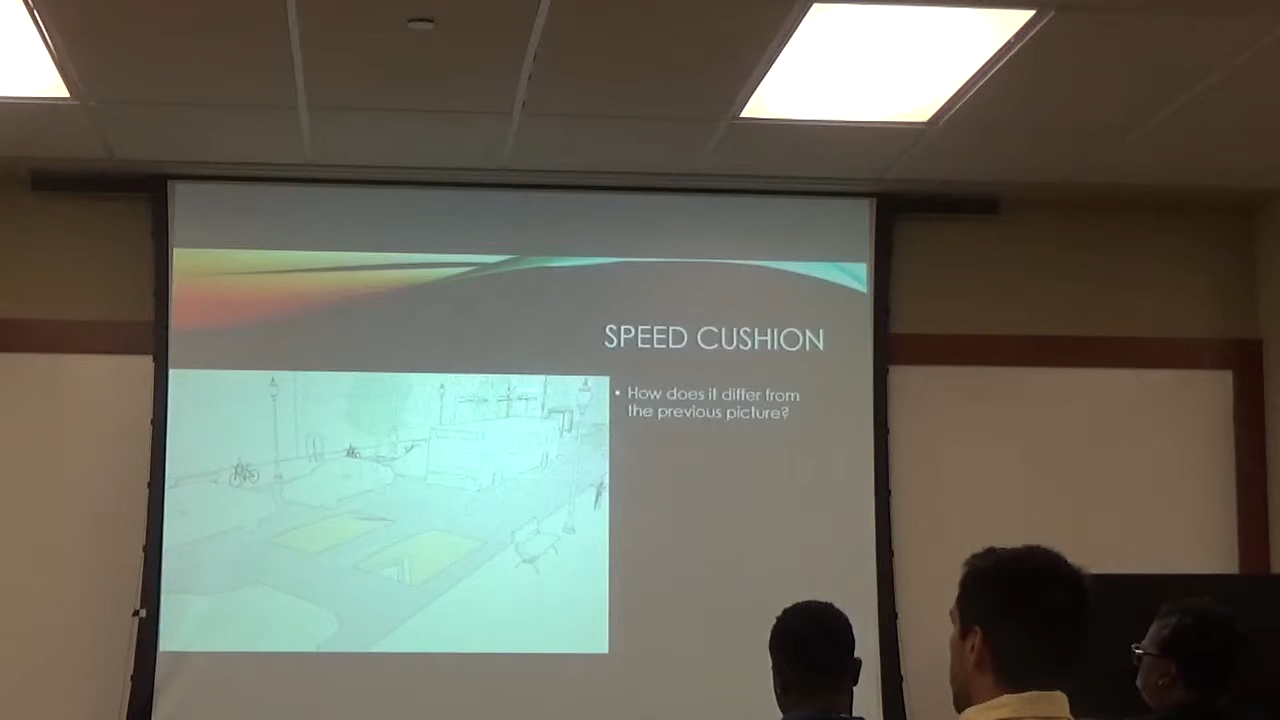 SPEED CUSHION
• How does it differ from
the previous picture?